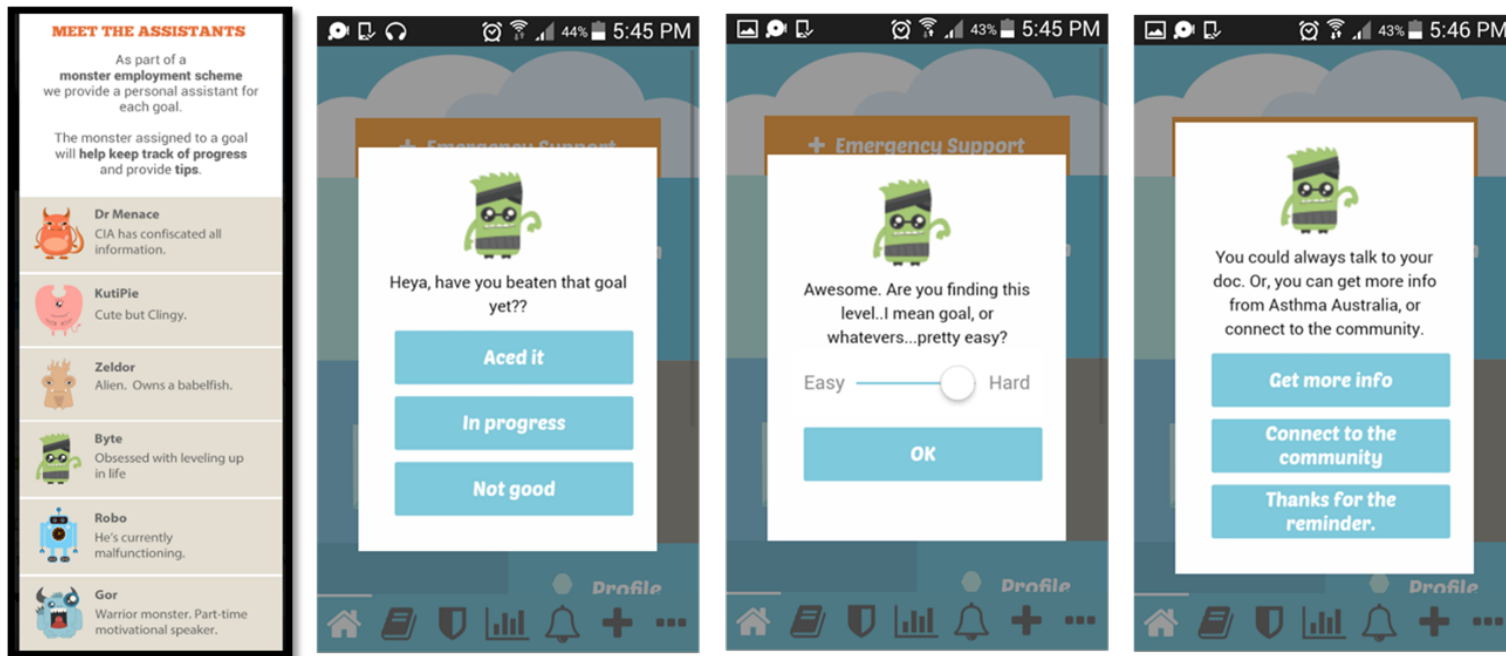 MEET THE ASSISTANTS
As part of a
monster employment scheme
we provide a personal assistant for
each goal.
The monster assigned to a goal
will help keep track of progress
and provide tips.
Dr Menace
CIA has confiscated all
information.
KutiPie
Cute but Clingy.
Zeldor
Alien. Owns a babelfish.
Byte
Obsessed with leveling up
in life
Robo
He's currently
malfunctioning.
Gor
Warrior monster. Part-time
motivational speaker.
44% 5:45 PM
+ Emergency Support
Heya, have you beaten that goal
yet??
Aced it
In progress
Not good
Profile
43% 5:45 PM
+ Emergency Support
Awesome. Are you finding this
level..I mean goal, or
whatevers...pretty easy?
Easy Hard
OK
Profile
43% 5:46 PM
You could always talk to your
doc. Or, you can get more info
from Asthma Australia, or
connect to the community.
Get more info
Connect to the
community
Thanks for the
reminder.
Profile